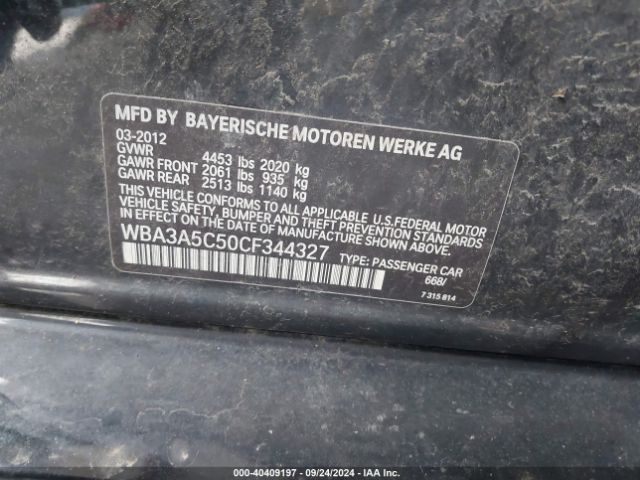 MFD BY BAYERISCHE MOTOREN WERKE AG
03-2012
GVWR 4453 lbs 2020 kg
GAWR FRONT 2061 lbs 935 kg
GAWR REAR 2513 lbs 1140 kg
THIS VEHICLE CONFORMS TO ALL APPLICABLE U.S.FEDERAL MOTOR
VEHICLE SAFETY, BUMPER, AND THEFT PREVENTION STANDARDS
IN EFFECT ON THE DATE OF MANUFACTURE SHOWN ABOVE.
WBA3A5C50CF344327
TYPE: PASSENGER CAR
668/
7 315 814
000-40409197 - 09/24/2024 - IAA Inc.